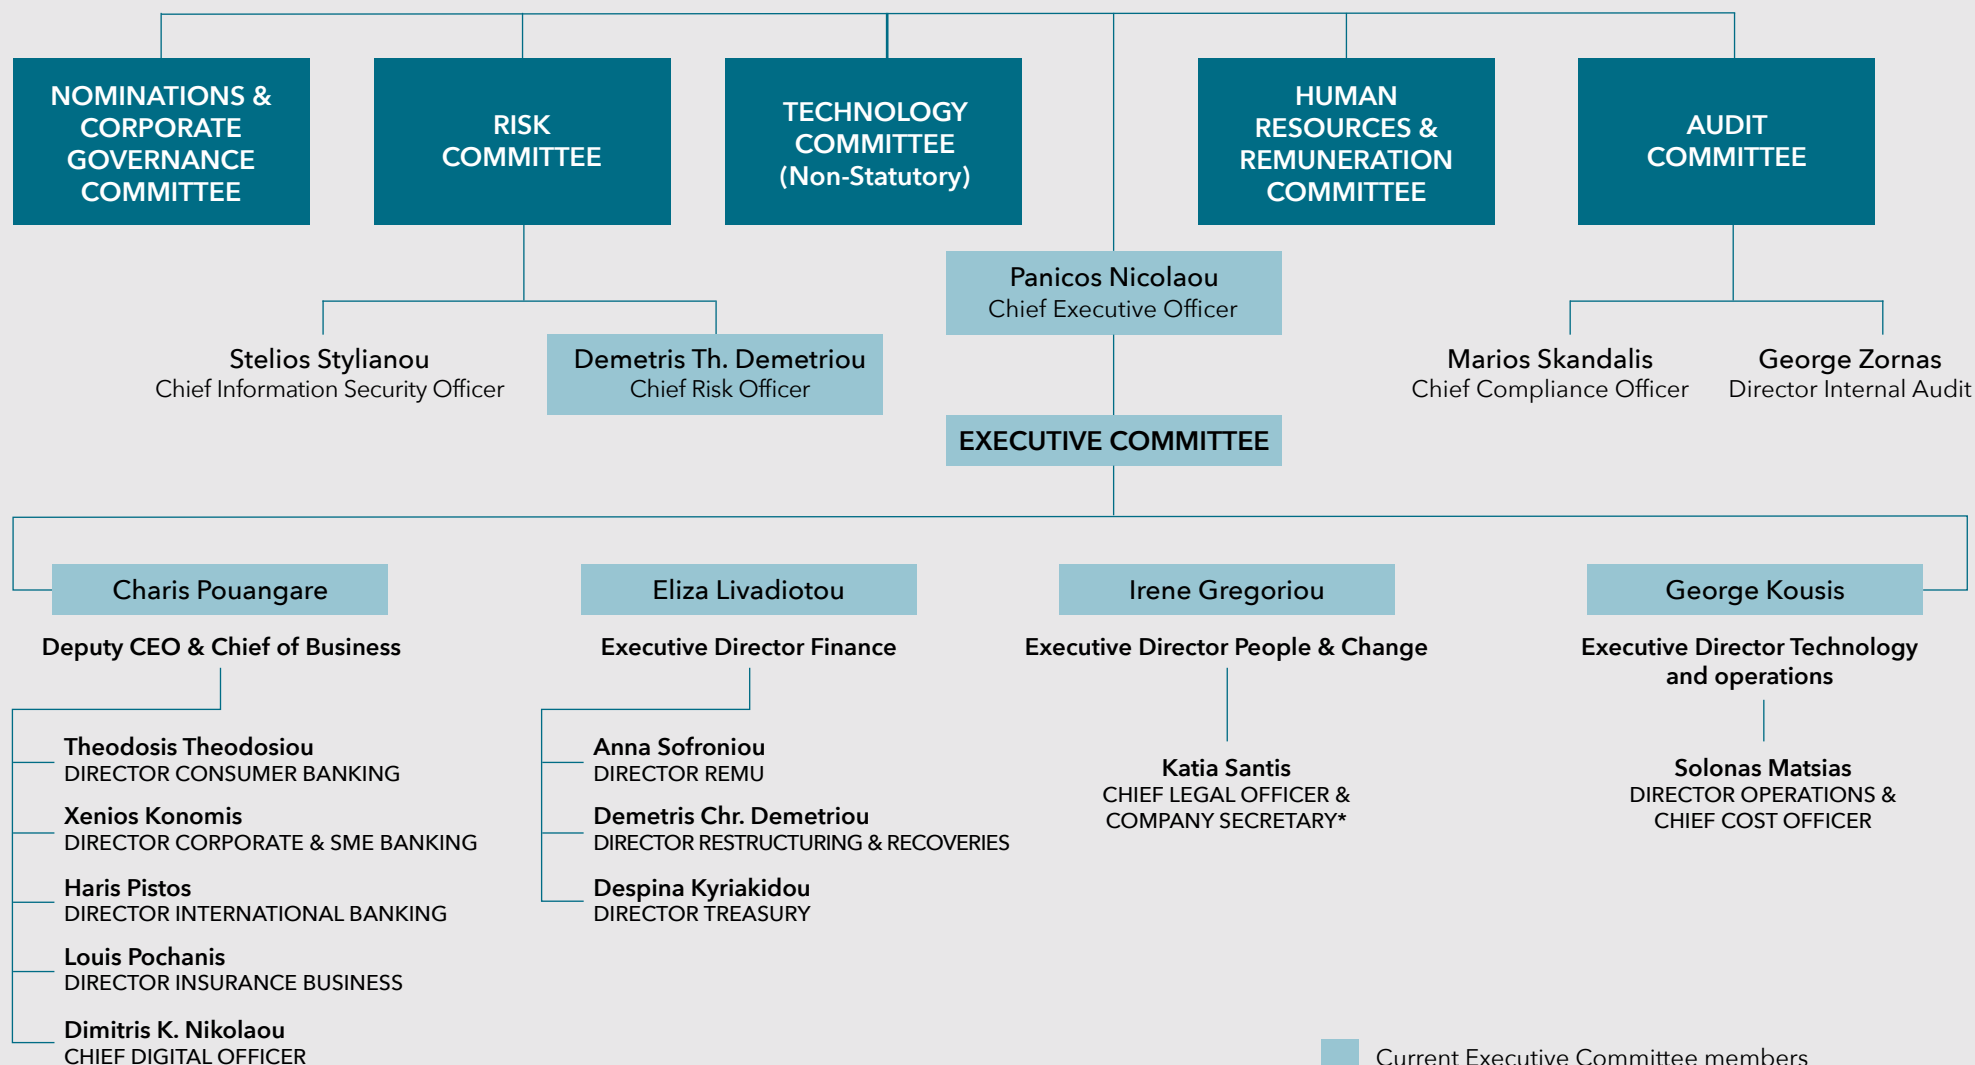 NOMINATIONS &
CORPORATE
GOVERNANCE
COMMITTEE
RISK
COMMITTEE
TECHNOLOGY
COMMITTEE
(Non-Statutory)
HUMAN
RESOURCES &
REMUNERATION
COMMITTEE
AUDIT
COMMITTEE
Panicos Nicolaou
Chief Executive Officer
Stelios Stylianou
Chief Information Security Officer
Demetris Th. Demetriou
Chief Risk Officer
Marios Skandalis
Chief Compliance Officer
George Zornas
Director Internal Audit
EXECUTIVE COMMITTEE
Charis Pouangare
Deputy CEO & Chief of Business
Theodosis Theodosiou
DIRECTOR CONSUMER BANKING
Xenios Konomis
DIRECTOR CORPORATE & SME BANKING
Haris Pistos
DIRECTOR INTERNATIONAL BANKING
Louis Pochanis
DIRECTOR INSURANCE BUSINESS
Dimitris K. Nikolaou
CHIEF DIGITAL OFFICER
Eliza Livadiotou
Executive Director Finance
Anna Sofroniou
DIRECTOR REMU
Demetris Chr. Demetriou
DIRECTOR RESTRUCTURING & RECOVERIES
Despina Kyriakidou
DIRECTOR TREASURY
Irene Gregoriou
Executive Director People & Change
Katia Santis
CHIEF LEGAL OFFICER &
COMPANY SECRETARY*
George Kousis
Executive Director Technology
and operations
Solonas Matsias
DIRECTOR OPERATIONS &
CHIEF COST OFFICER
Current Executive Committee members